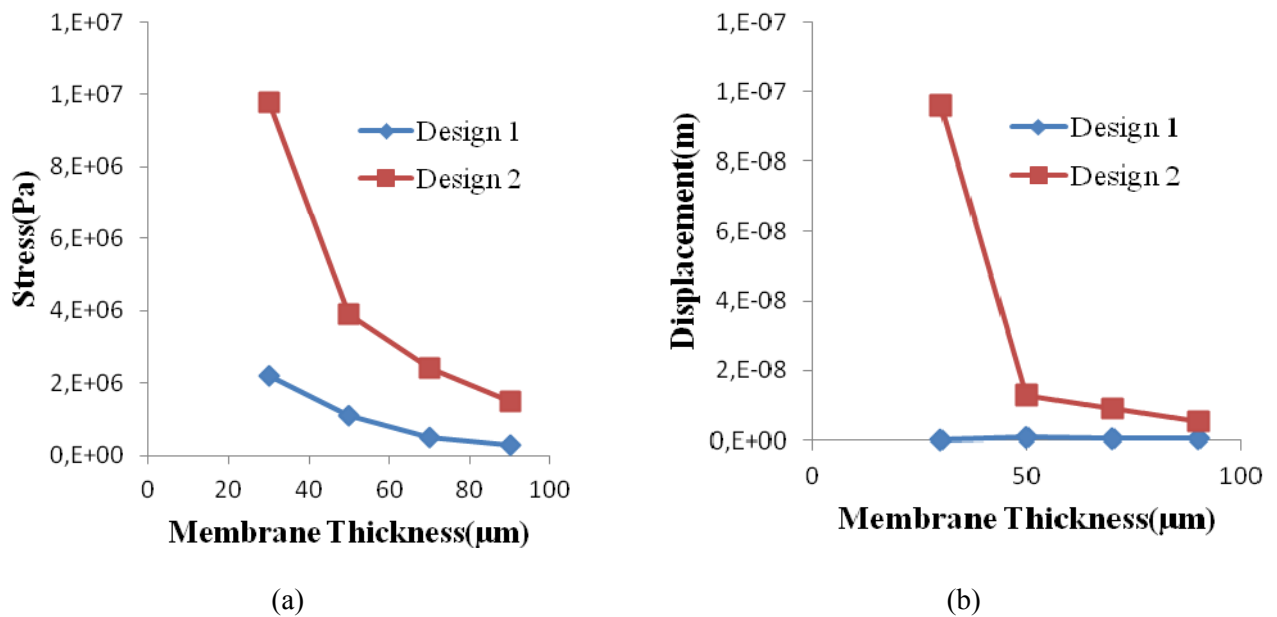 1,E+07
1,E+07
8,E+06
6,E+06
4,E+06
2,E+06
0,E+00
Stress(Pa)
Design 1
Design 2
0 20 40 60 80 100
Membrane Thickness(μm)
(a)
1,E-07
1,E-07
8,E-08
6,E-08
4,E-08
2,E-08
0,E+00
Displacement(m)
Design 1
Design 2
0 50 100
Membrane Thickness(μm)
(b)